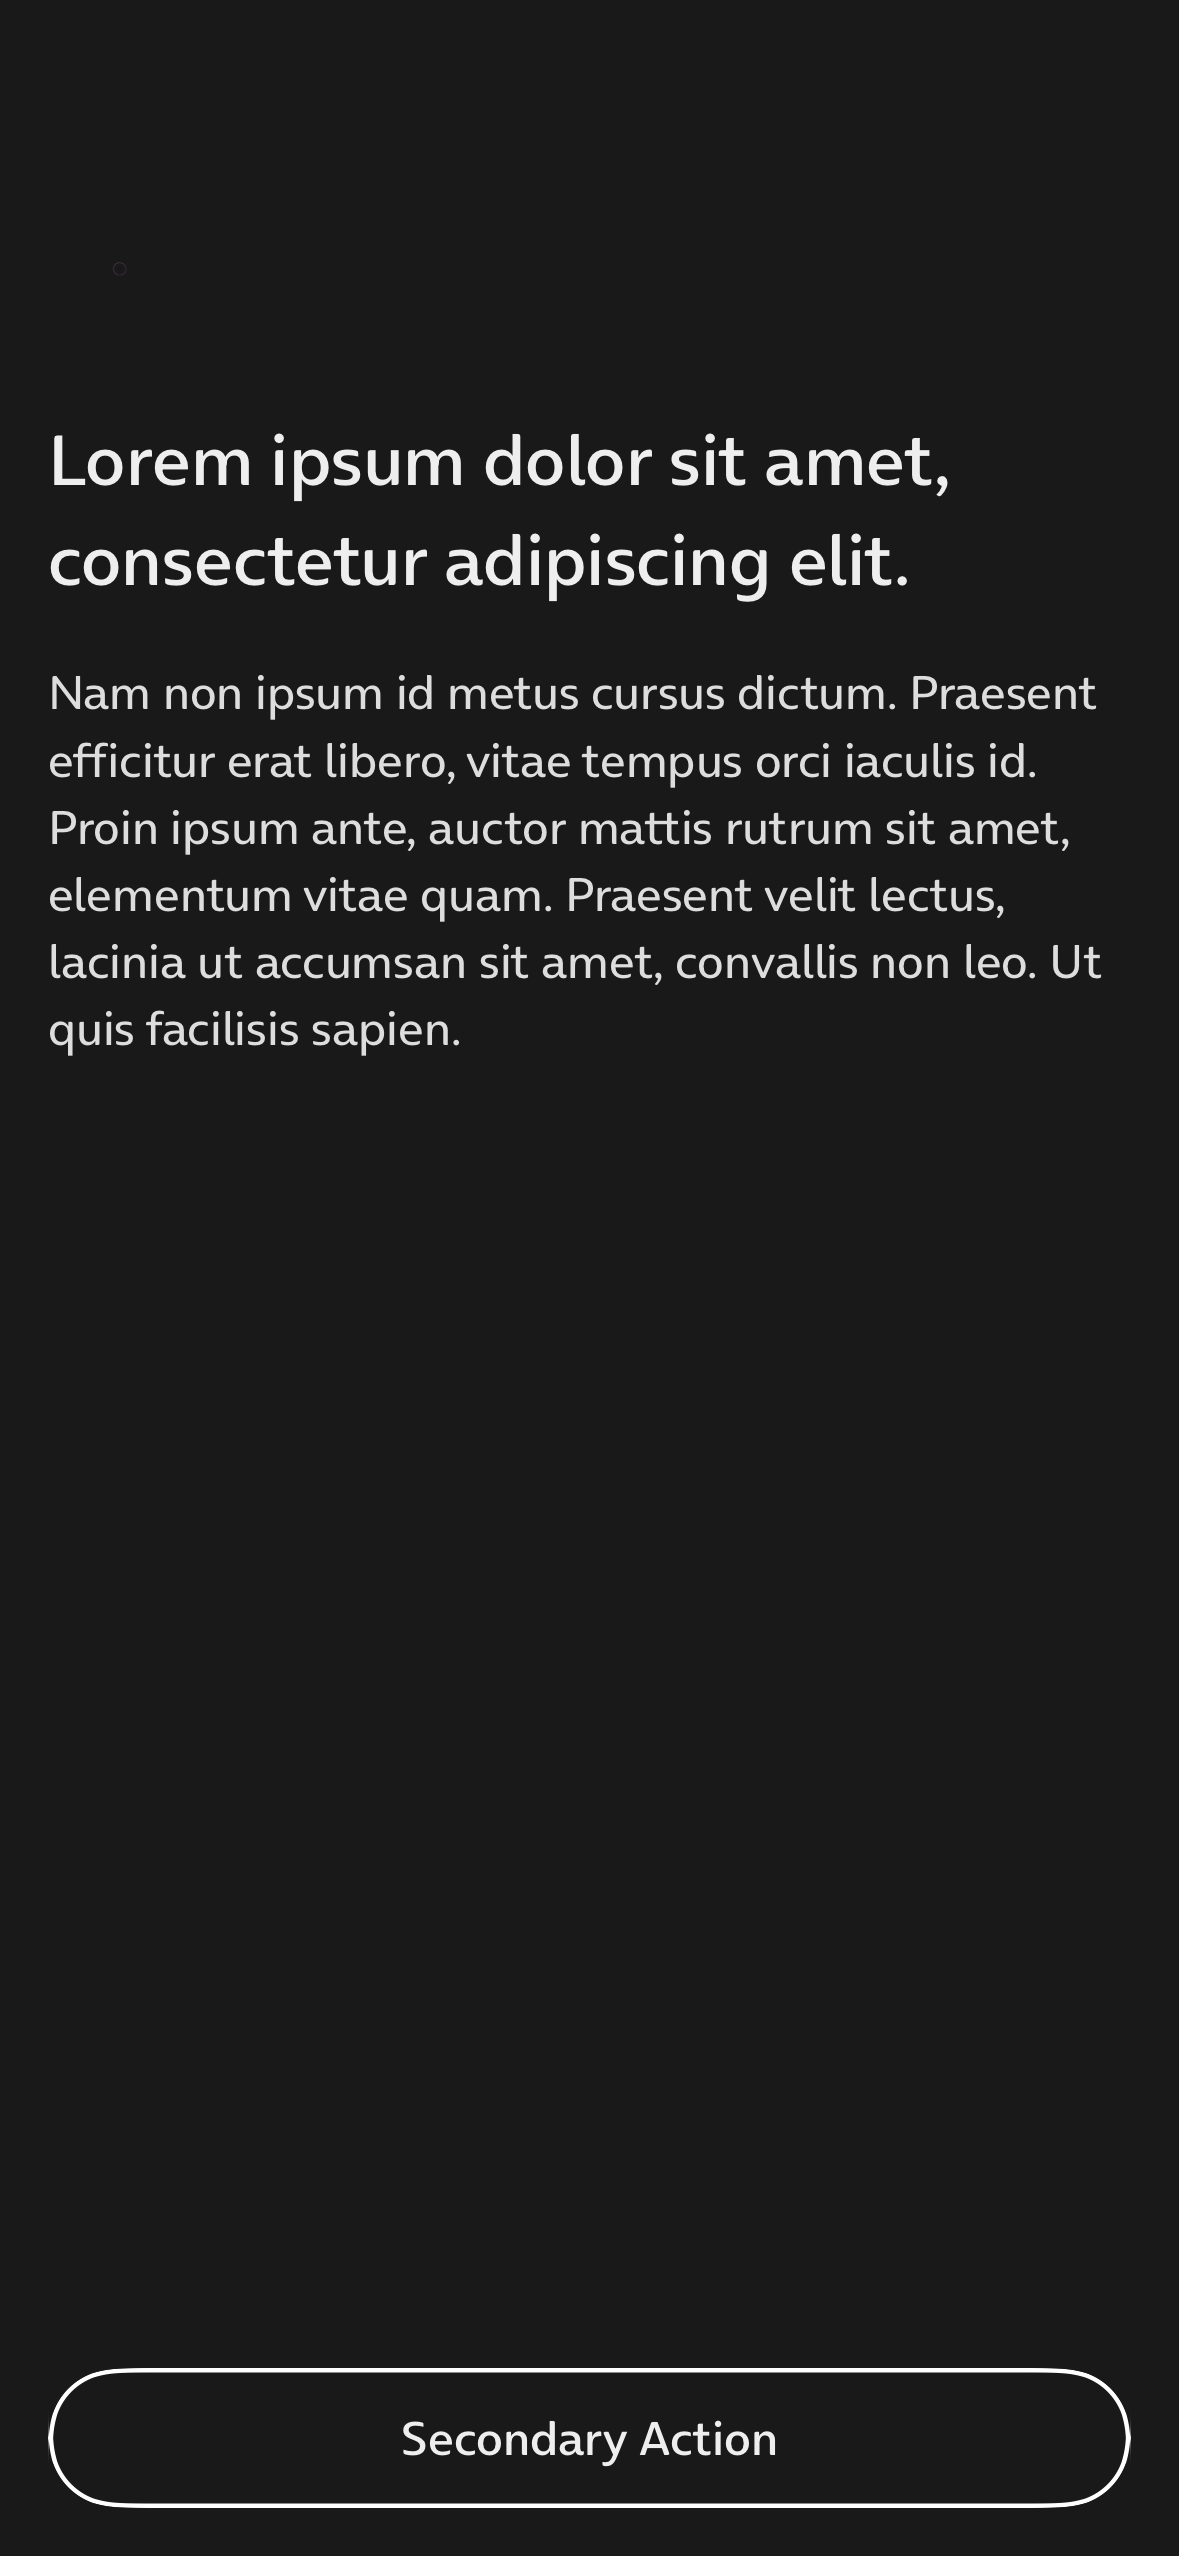 Lorem ipsum dolor sit amet,
consectetur adipiscing elit.
Nam non ipsum id metus cursus dictum. Praesent
efficitur erat libero, vitae tempus orci iaculis id.
Proin ipsum ante, auctor mattis rutrum sit amet,
elementum vitae quam. Praesent velit lectus,
lacinia ut accumsan sit amet, convallis non leo. Ut
quis facilisis sapien.
Secondary Action